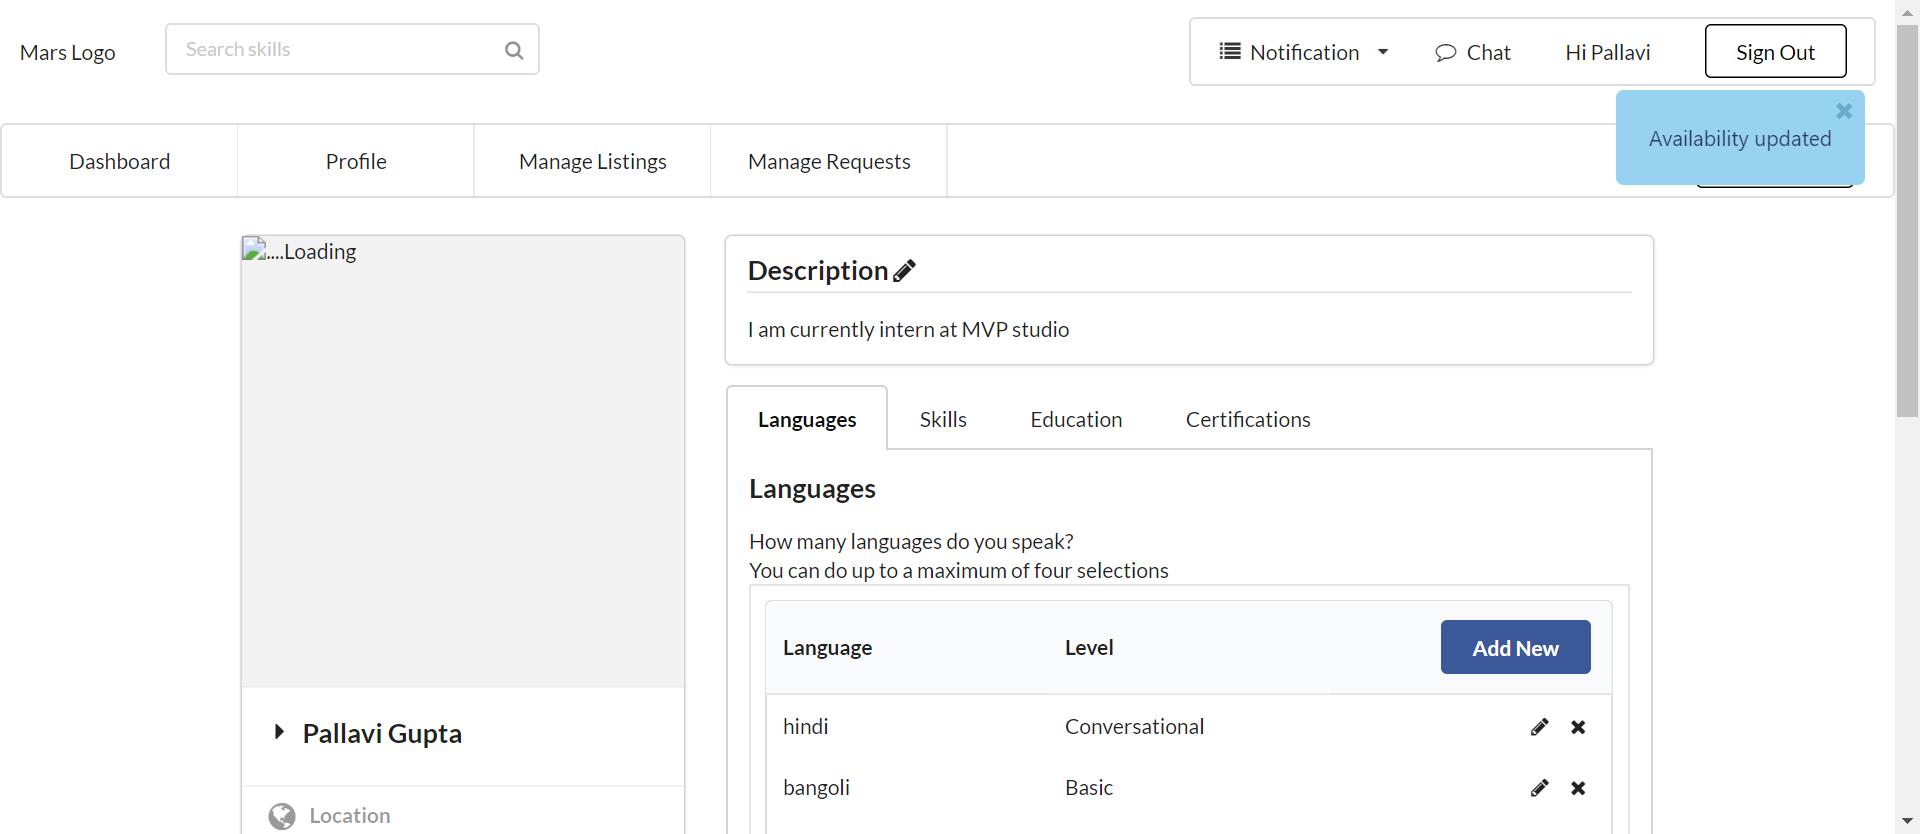 Mars Logo
Search skills
Notification
Chat
Hi Pallavi
Sign Out
Availability updated
Dashboard
Profile
Manage Listings
Manage Requests
....Loading
Pallavi Gupta
Location
Description
I am currently intern at MVP studio
Languages
Skills
Education
Certifications
Languages
How many languages do you speak?
You can do up to a maximum of four selections
Language Level Add New
hindi Conversational
bangoli Basic